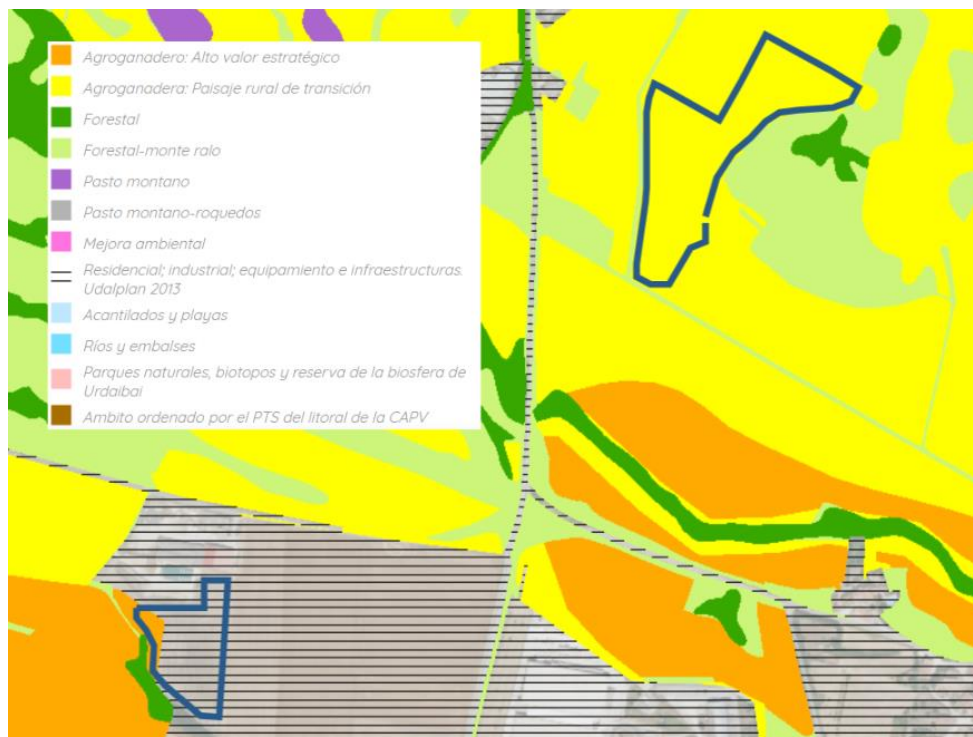 Agroganadero: Alto valor estratégico
Agroganadera: Paisaje rural de transición
Forestal
Forestal-monte ralo
Pasto montano
Pasto montano-roquedos
Mejora ambiental
Residencial; industrial; equipamiento e infraestructuras.
Udalplan 2013
Acantilados y playas
Ríos y embalses
Parques naturales, biotopos y reserva de la biosfera de
Urdaibai
Ambito ordenado por el PTS del litoral de la CAPV